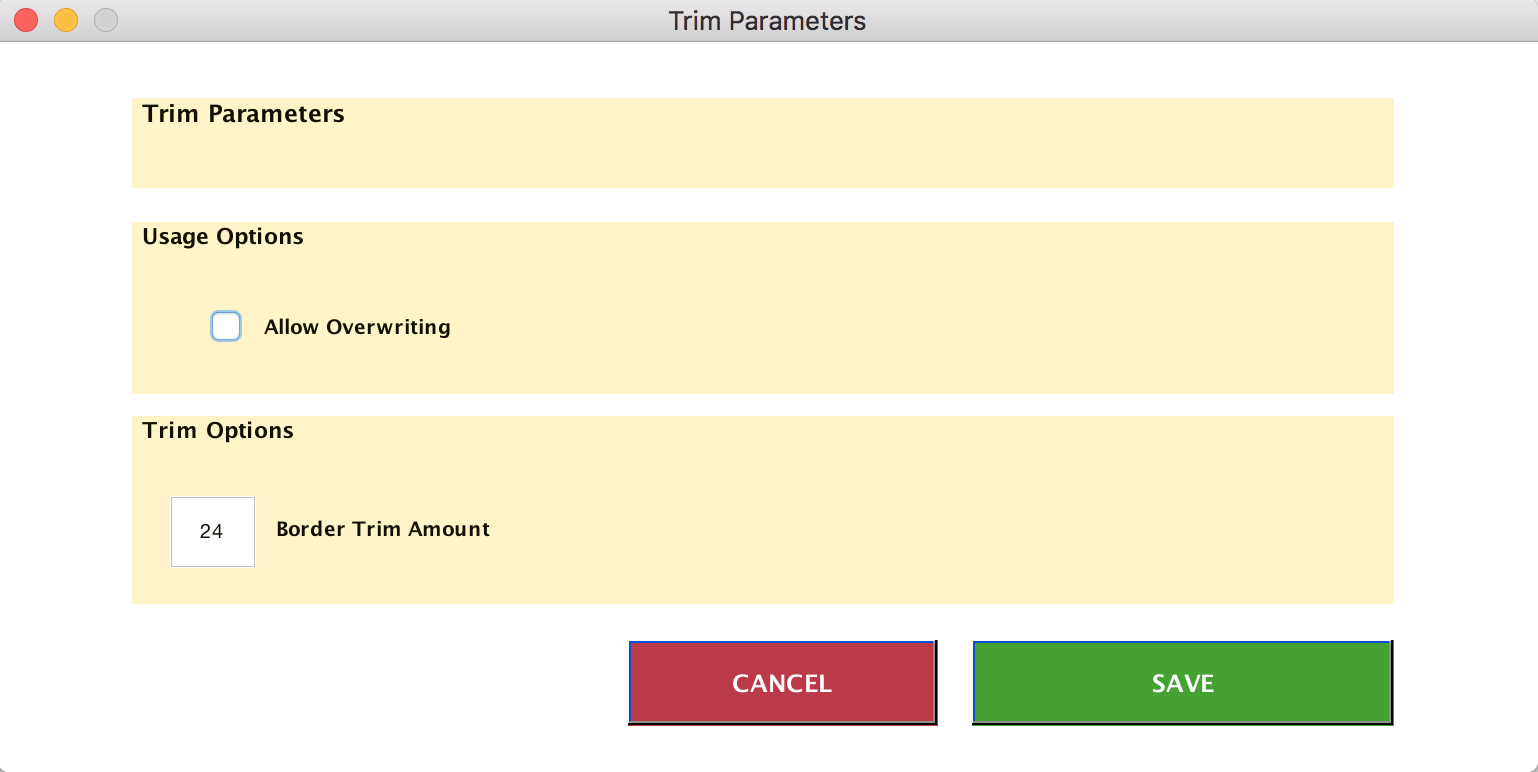 Trim Parameters
Trim Parameters
Usage Options
Allow Overwriting
Trim Options
24 Border Trim Amount
CANCEL SAVE